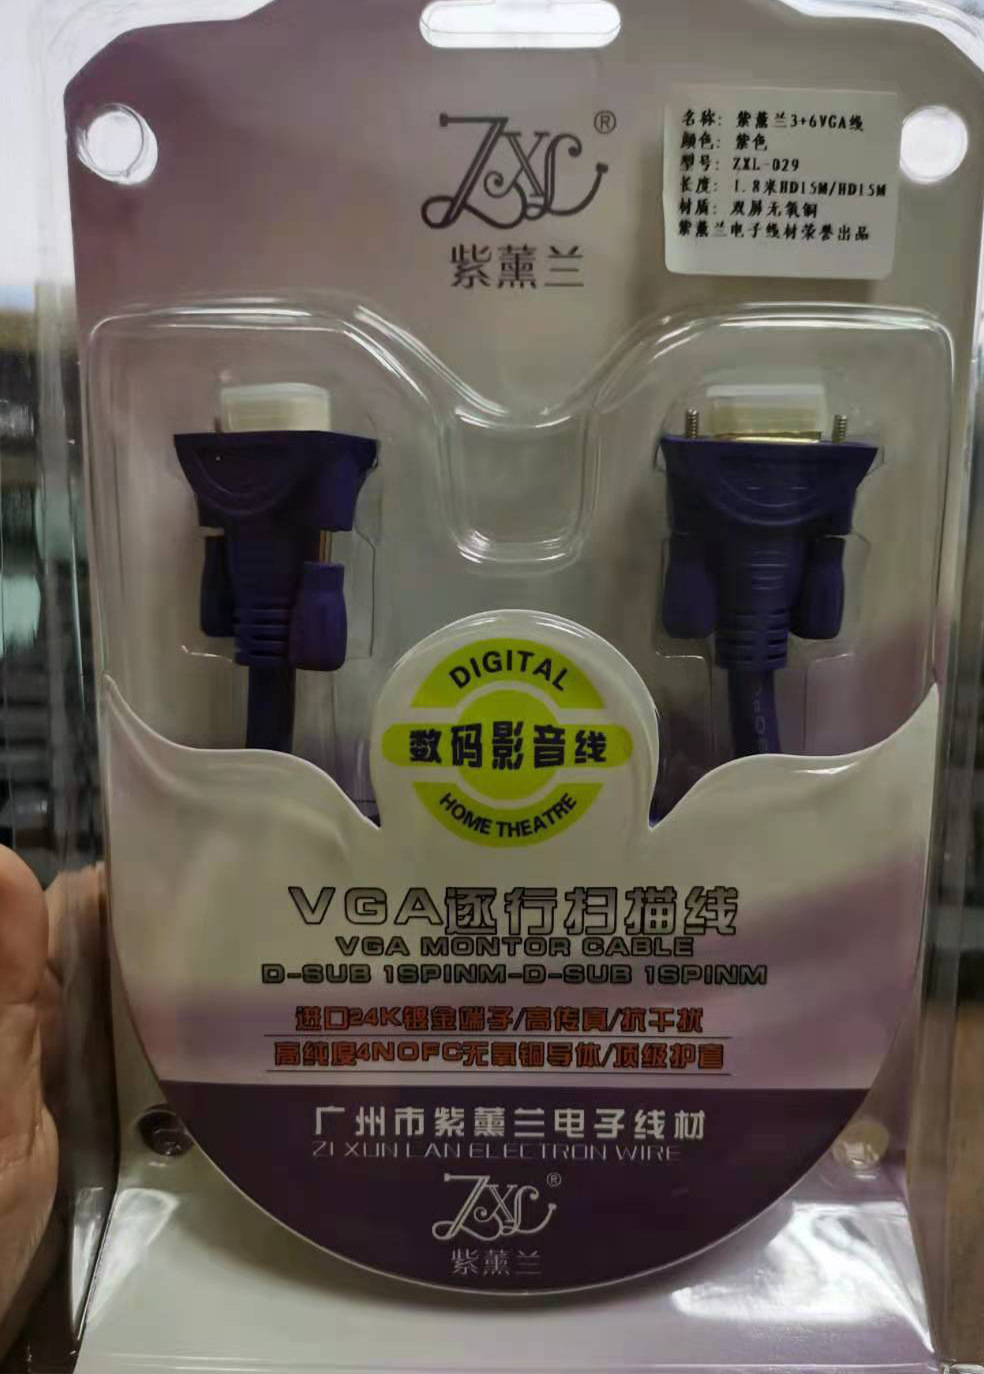 ZXL®
紫薰兰
名称: 紫薰兰3+6VGA线
颜色: 紫色
型号: ZXL-029
长度: 1.8米HD15M/HD15M
材质: 双屏无氧铜
紫薰兰电子线材荣誉出品
DIGITAL
数码影音线
HOME THEATRE
VGA逐行扫描线
VGA MONTOR CABLE
D-SUB 1SPINM-D-SUB 1SPINM
进口24K镀金端子/高传真/抗干扰
高纯度4NOFC无氧铜导体/顶级护套
广州市紫薰兰电子线材
ZI XUN LAN ELECTRON WIRE
ZXL®
紫薰兰